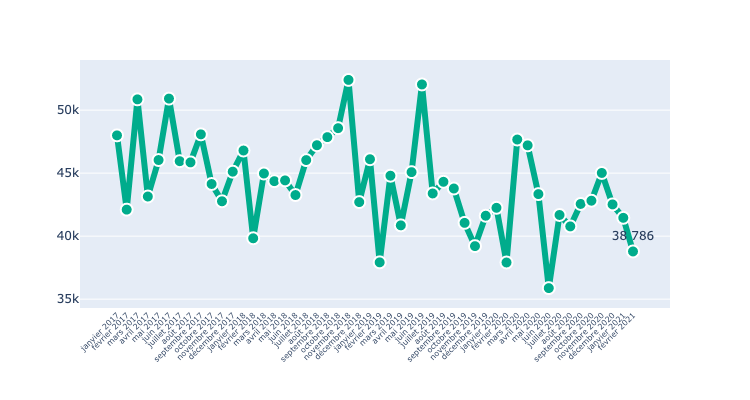 50k
45k
40k
35k
38,786
janvier 2017
février 2017
mars 2017
avril 2017
mai 2017
juin 2017
juillet 2017
août 2017
septembre 2017
octobre 2017
novembre 2017
décembre 2017
janvier 2018
février 2018
mars 2018
avril 2018
mai 2018
juin 2018
juillet 2018
août 2018
septembre 2018
octobre 2018
novembre 2018
décembre 2018
janvier 2019
février 2019
mars 2019
avril 2019
mai 2019
juin 2019
juillet 2019
août 2019
septembre 2019
octobre 2019
novembre 2019
décembre 2019
janvier 2020
février 2020
mars 2020
avril 2020
mai 2020
juin 2020
juillet 2020
août 2020
septembre 2020
octobre 2020
novembre 2020
décembre 2020
janvier 2021
février 2021